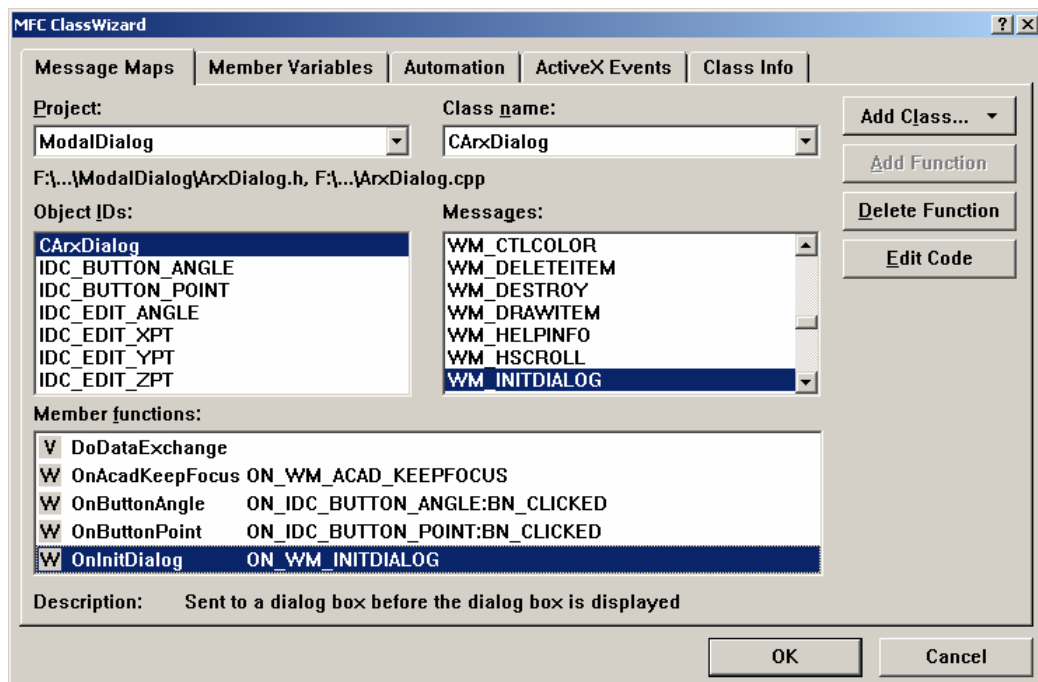 MFC ClassWizard
Message Maps Member Variables Automation ActiveX Events Class Info
Project: Class name:
ModalDialog CArxDialog
Add Class...
Add Function
F:\...\ModalDialog\ArxDialog.h, F:\...\ArxDialog.cpp
Object IDs: Messages:
Delete Function
Edit Code
CArxDialog
IDC_BUTTON_ANGLE
IDC_BUTTON_POINT
IDC_EDIT_ANGLE
IDC_EDIT_XPT
IDC_EDIT_YPT
IDC_EDIT_ZPT
WM_CTLCOLOR
WM_DELETEITEM
WM_DESTROY
WM_DRAWITEM
WM_HELPINFO
WM_HSCROLL
WM_INITDIALOG
Member functions:
V DoDataExchange
W OnAcadKeepFocus ON_WM_ACAD_KEEPFOCUS
W OnButtonAngle ON_IDC_BUTTON_ANGLE:BN_CLICKED
W OnButtonPoint ON_IDC_BUTTON_POINT:BN_CLICKED
W OnInitDialog ON_WM_INITDIALOG
Description: Sent to a dialog box before the dialog box is displayed
OK Cancel